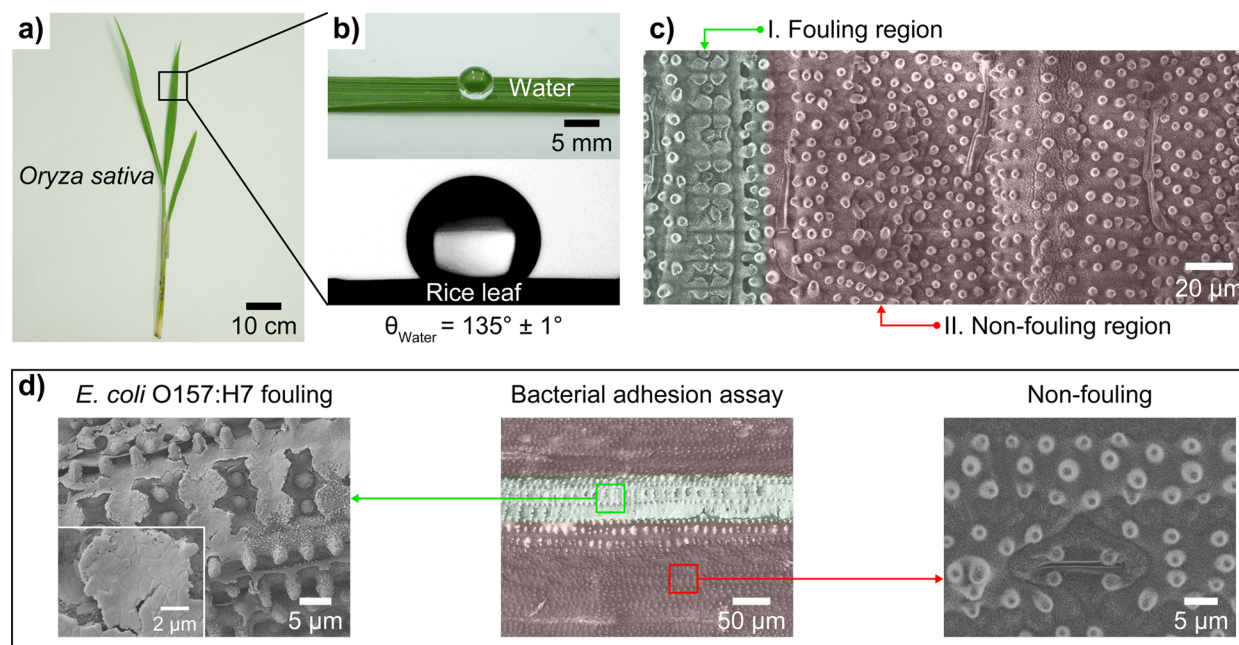 a)
Oryza sativa
10 cm
b)
Water
5 mm
Rice leaf
θWater = 135° ± 1°
c)
I. Fouling region
20 μm
II. Non-fouling region
d)
E. coli O157:H7 fouling
2 μm
5 μm
Bacterial adhesion assay
50 μm
Non-fouling
5 μm